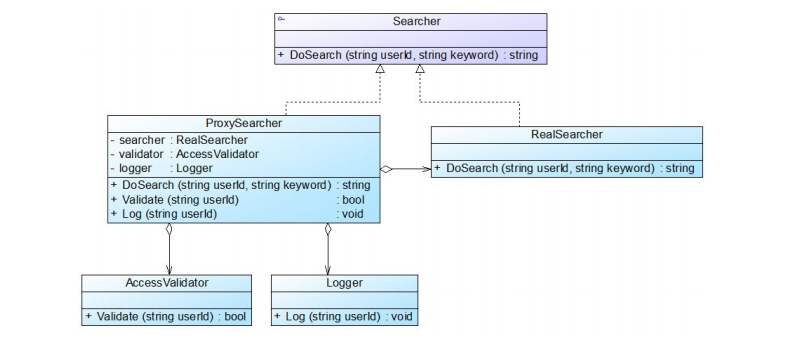 Searcher
+ DoSearch (string userId, string keyword) : string
ProxySearcher
- searcher : RealSearcher
- validator : AccessValidator
- logger : Logger
+ DoSearch (string userId, string keyword) : string
+ Validate (string userId) : bool
+ Log (string userId) : void
RealSearcher
+ DoSearch (string userId, string keyword) : string
AccessValidator
+ Validate (string userId) : bool
Logger
+ Log (string userId) : void